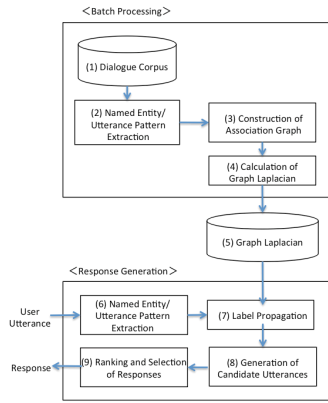 ＜Batch Processing＞
(1) Dialogue Corpus
(2) Named Entity/
Utterance Pattern
Extraction
(3) Construction of
Association Graph
(4) Calculation of
Graph Laplacian
(5) Graph Laplacian
＜Response Generation＞
User
Utterance
(6) Named Entity/
Utterance Pattern
Extraction
(7) Label Propagation
(8) Generation of
Candidate Utterances
(9) Ranking and Selection
of Responses
Response